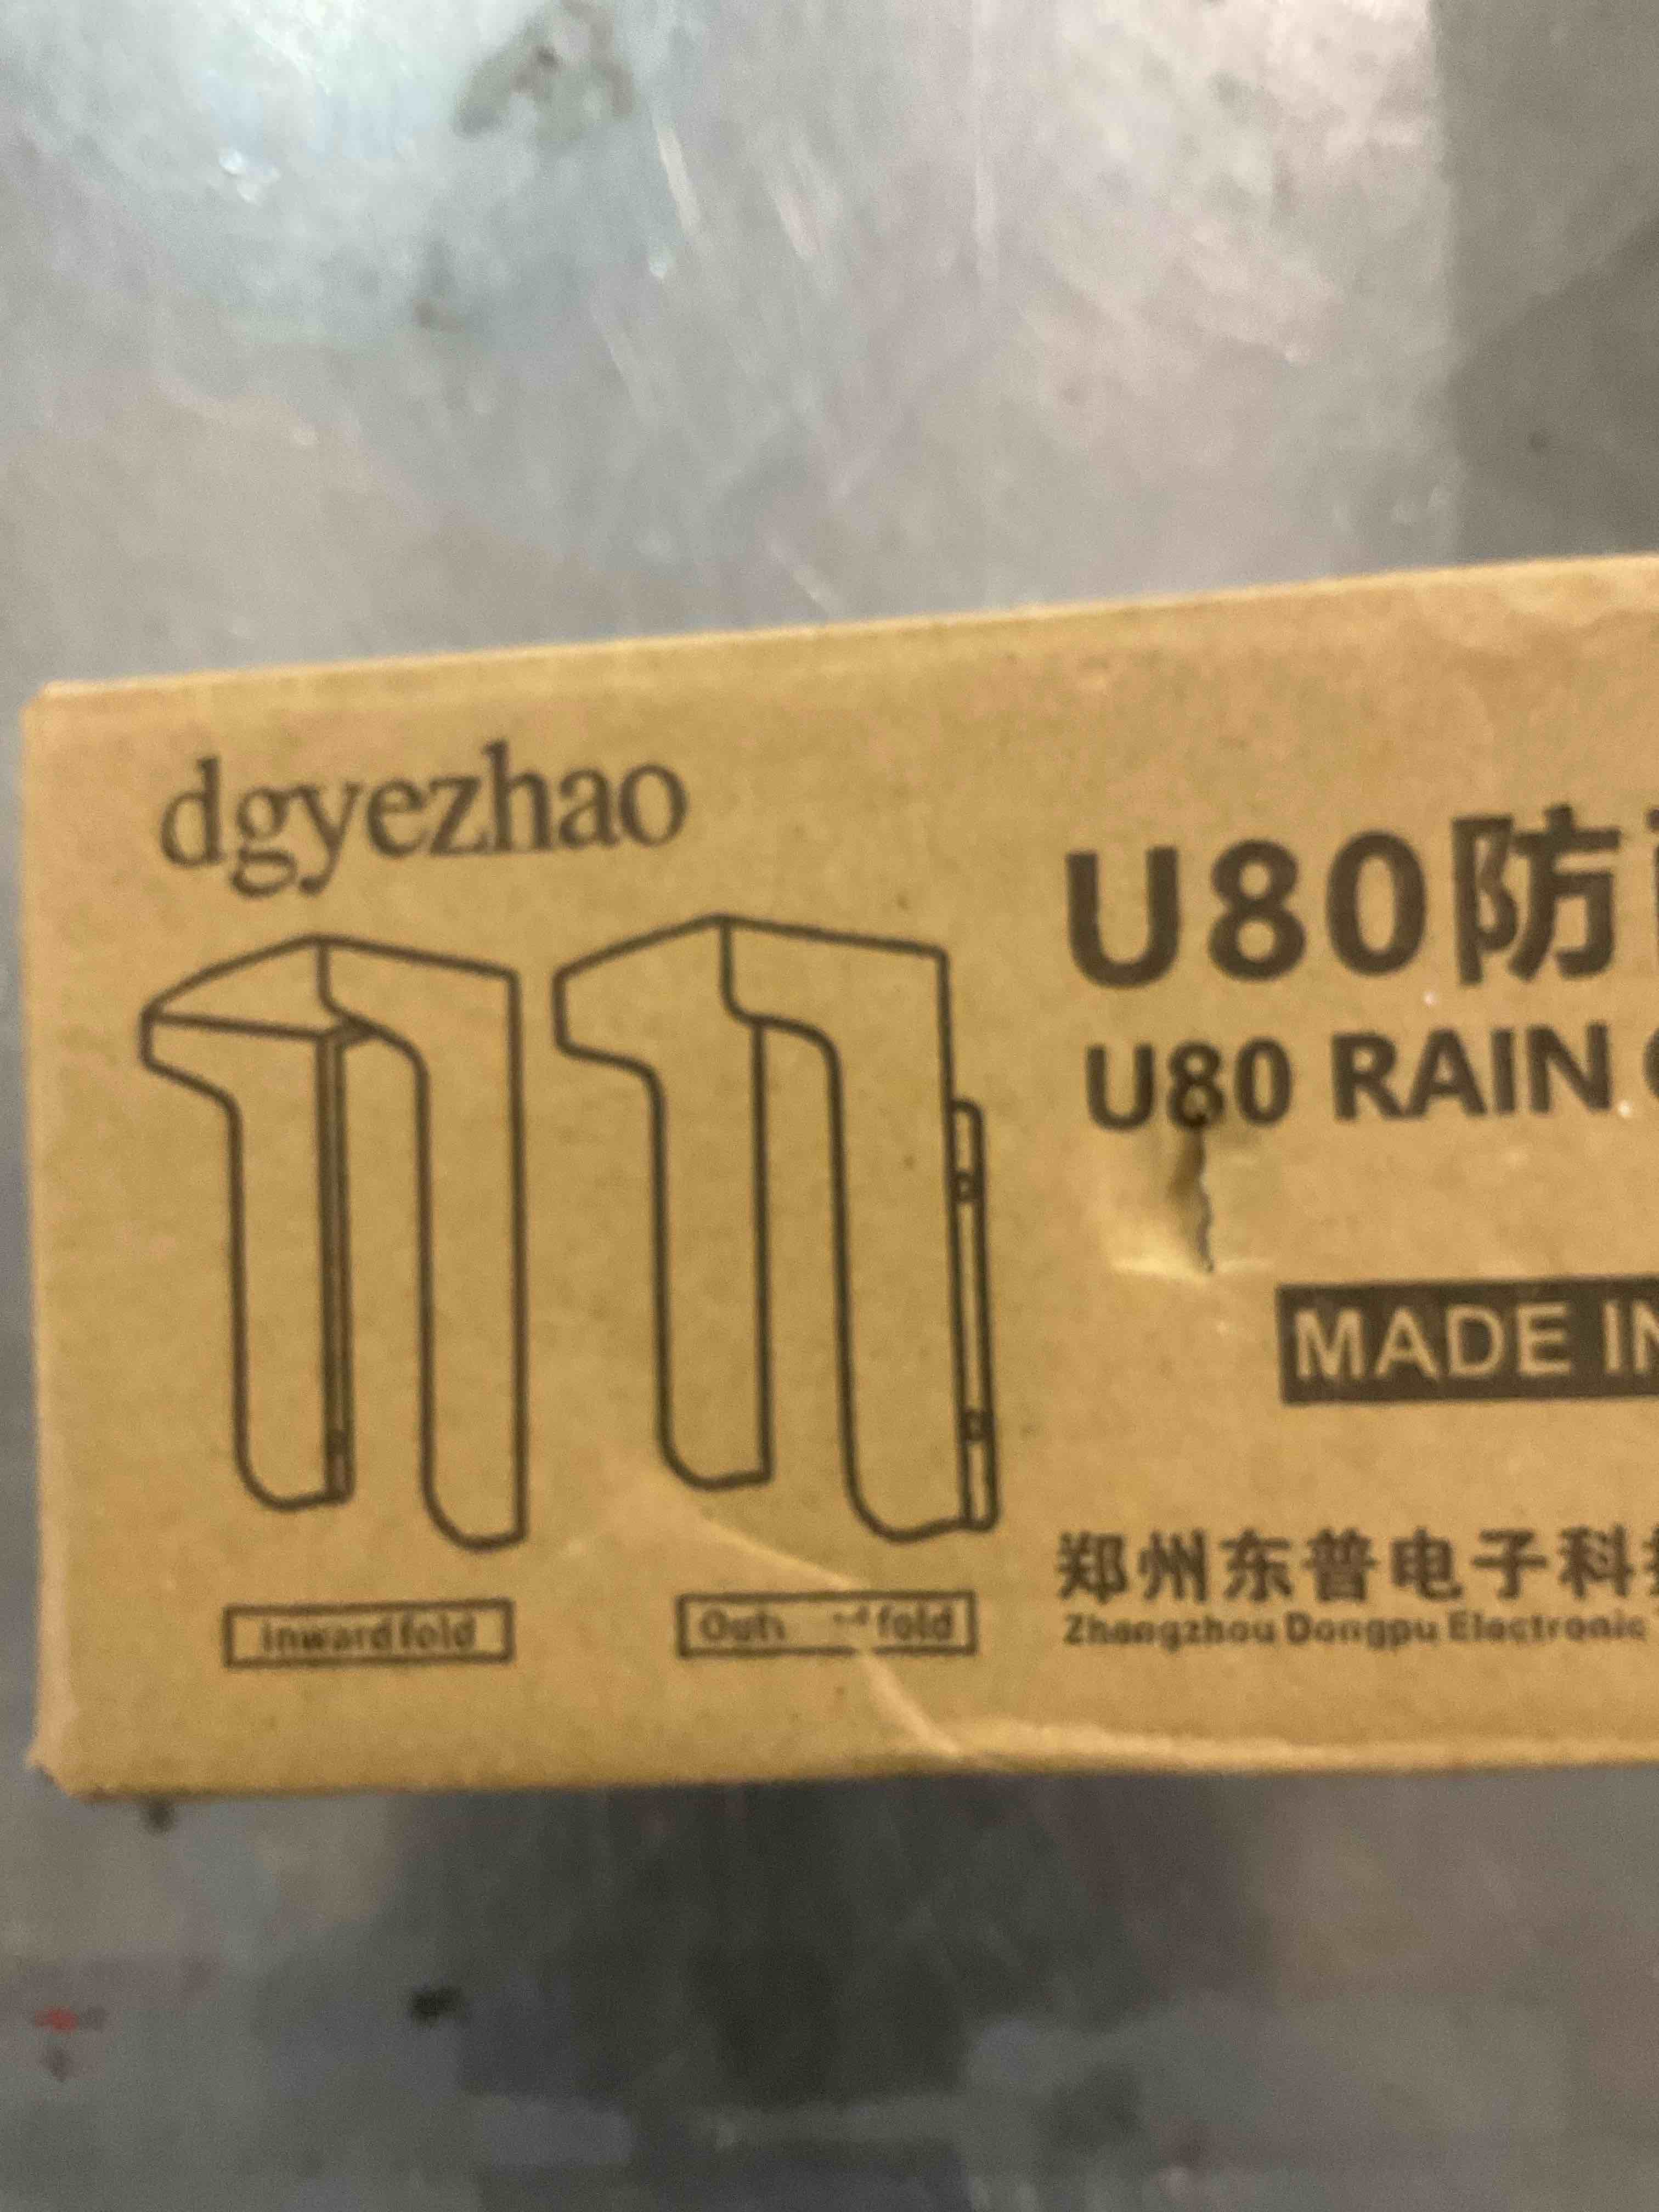 dgyezhao
U80防
U80 RAIN
MADE IN
inward fold
fold
郑州东普电子科
Zhengzhou Dongpu Electronic